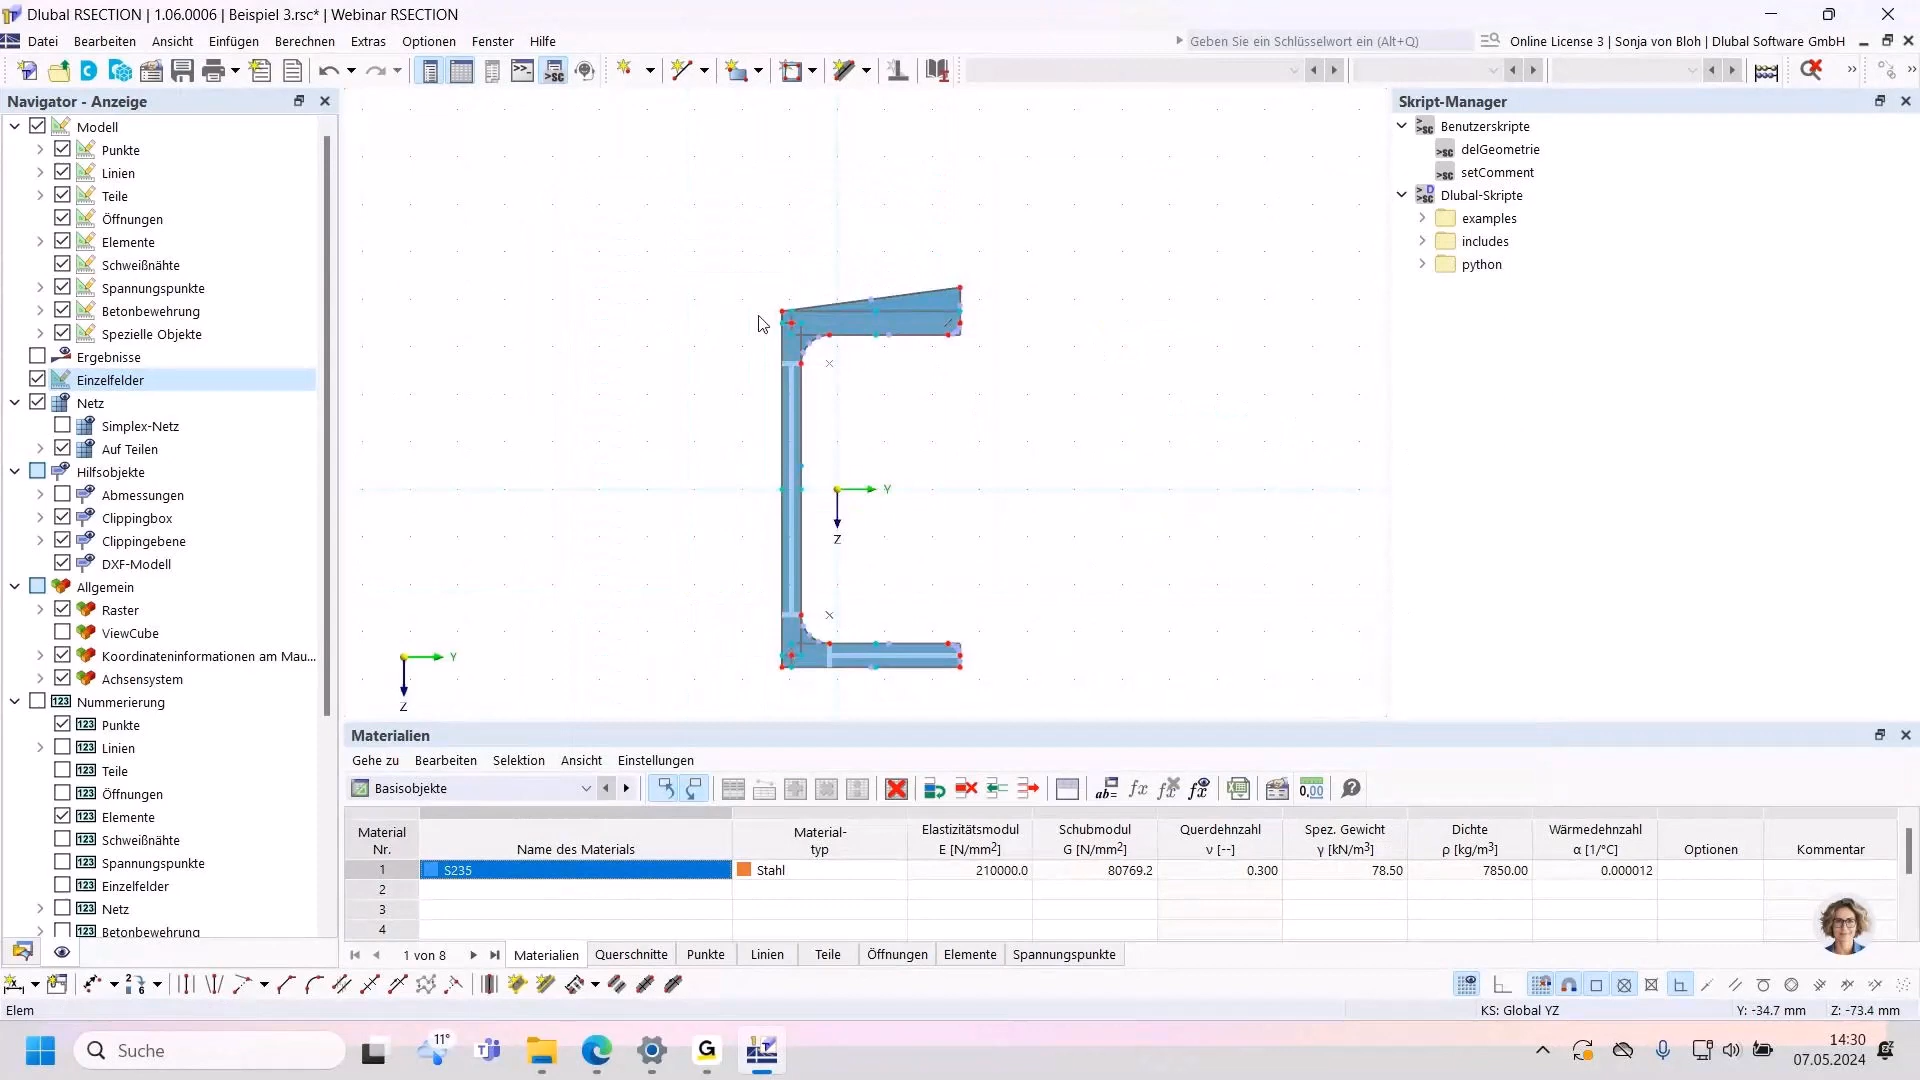 Dlubal RSECTION | 1.06.0006 | Beispiel 3.rsc* | Webinar RSECTION
Datei Bearbeiten Ansicht Einfügen Berechnen Extras Optionen Fenster Hilfe
Geben Sie ein Schlüsselwort ein (Alt+Q)
Online License 3 | Sonja von Bloh | Dlubal Software GmbH
Navigator - Anzeige
Modell
Punkte
Linien
Teile
Öffnungen
Elemente
Schweißnähte
Spannungspunkte
Betonbewehrung
Spezielle Objekte
Ergebnisse
Einzelfelder
Netz
Simplex-Netz
Auf Teilen
Hilfsobjekte
Abmessungen
Clippingbox
Clippingebene
DXF-Modell
Allgemein
Raster
ViewCube
Koordinateninformationen am Mau...
Achsensystem
Nummerierung
Punkte
Linien
Teile
Öffnungen
Elemente
Schweißnähte
Spannungspunkte
Einzelfelder
Netz
Betonbewehrung
Y
Z
Y
Z
Skript-Manager
Benutzerskripte
delGeometrie
setComment
Dlubal-Skripte
examples
includes
python
Materialien
Gehe zu Bearbeiten Selektion Ansicht Einstellungen
Basisobjekte
Material Nr.
Name des Materials
Material-typ
Elastizitätsmodul E [N/mm²]
Schubmodul G [N/mm²]
Querdehnzahl ν [--]
Spez. Gewicht γ [kN/m³]
Dichte ρ [kg/m³]
Wärmedehnzahl α [1/°C]
Optionen
Kommentar
1 S235 Stahl 210000.0 80769.2 0.300 78.50 7850.00 0.000012
2
3
4
1 von 8 Materialien Querschnitte Punkte Linien Teile Öffnungen Elemente Spannungspunkte
Elem KS: Global YZ Y: -34.7 mm Z: -73.4 mm
Suche
11°
14:30
07.05.2024